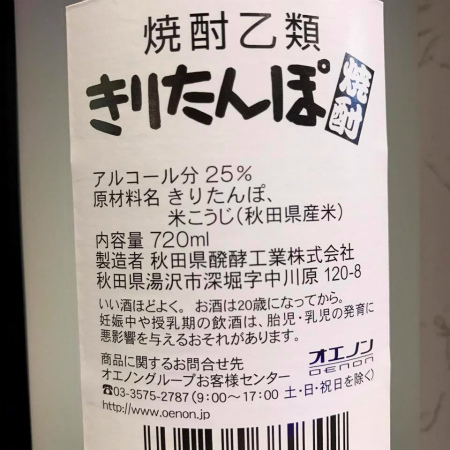 焼酎乙類
きりたんぽ焼酎
アルコール分 25%
原材料名 きりたんぽ、
米こうじ(秋田県産米)
内容量 720ml
製造者 秋田県醗酵工業株式会社
秋田県湯沢市深堀字中川原 120-8
いい酒ほどよく。お酒は20歳になってから。
妊娠中や授乳期の飲酒は、胎児・乳児の発育に
悪影響を与えるおそれがあります。
オエノン
OENON
商品に関するお問合せ先
オエノングループお客様センター
☎03-3575-2787(9:00〜17:00 土・日・祝日を除く)
http://www.oenon.jp